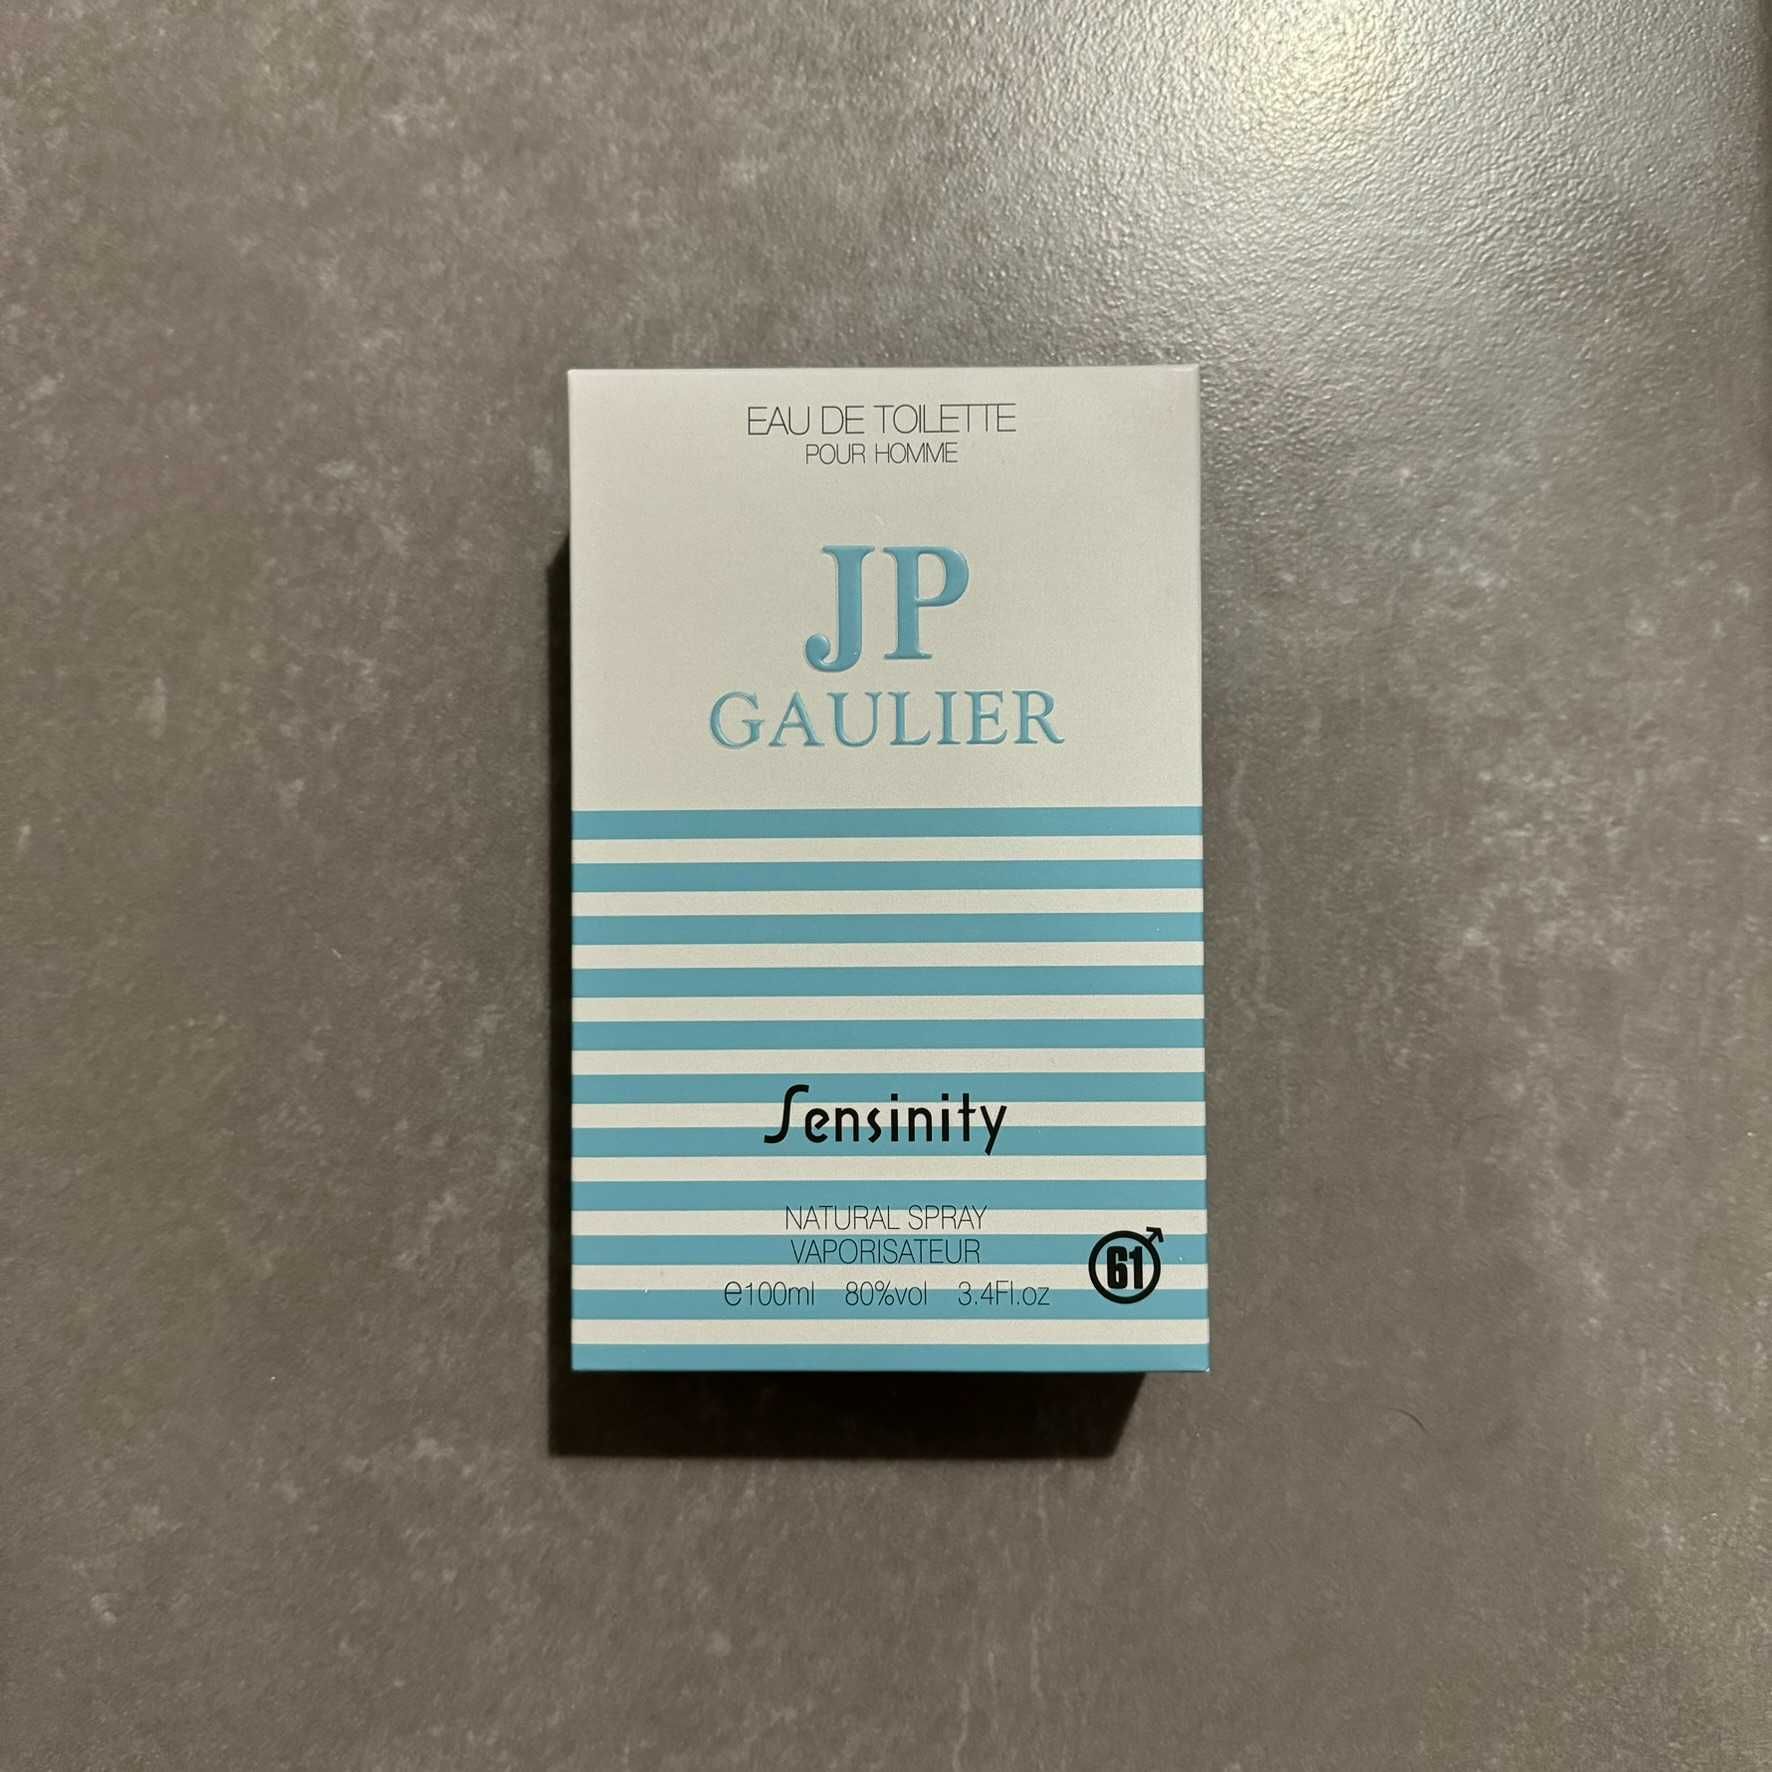 EAU DE TOILETTE
POUR HOMME
JP
GAULIER
Sensinity
NATURAL SPRAY
VAPORISATEUR
℮100ml 80%vol 3.4Fl.oz
61